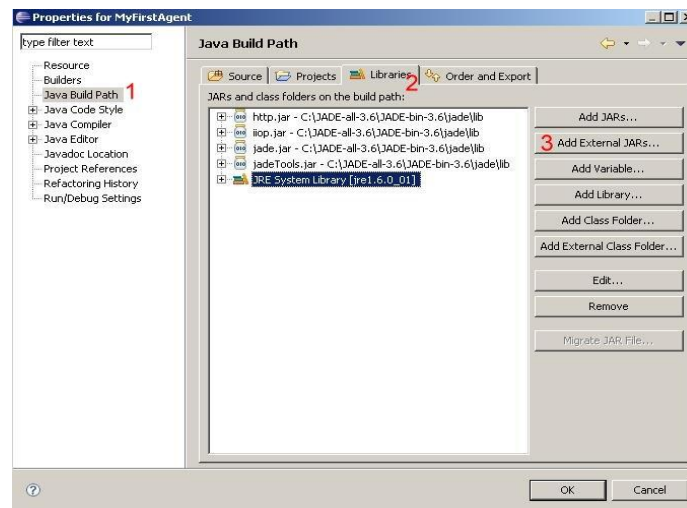 Properties for MyFirstAgent
type filter text
Resource
Builders
Java Build Path 1
Java Code Style
Java Compiler
Java Editor
Javadoc Location
Project References
Refactoring History
Run/Debug Settings
Java Build Path
Source Projects Libraries 2 Order and Export
JARs and class folders on the build path:
http.jar - C:\JADE-all-3.6\JADE-bin-3.6\jade\lib
iiop.jar - C:\JADE-all-3.6\JADE-bin-3.6\jade\lib
jade.jar - C:\JADE-all-3.6\JADE-bin-3.6\jade\lib
jadeTools.jar - C:\JADE-all-3.6\JADE-bin-3.6\jade\lib
JRE System Library [jre1.6.0_01]
Add JARs...
3 Add External JARs...
Add Variable...
Add Library...
Add Class Folder...
Add External Class Folder...
Edit...
Remove
Migrate JAR File...
OK Cancel